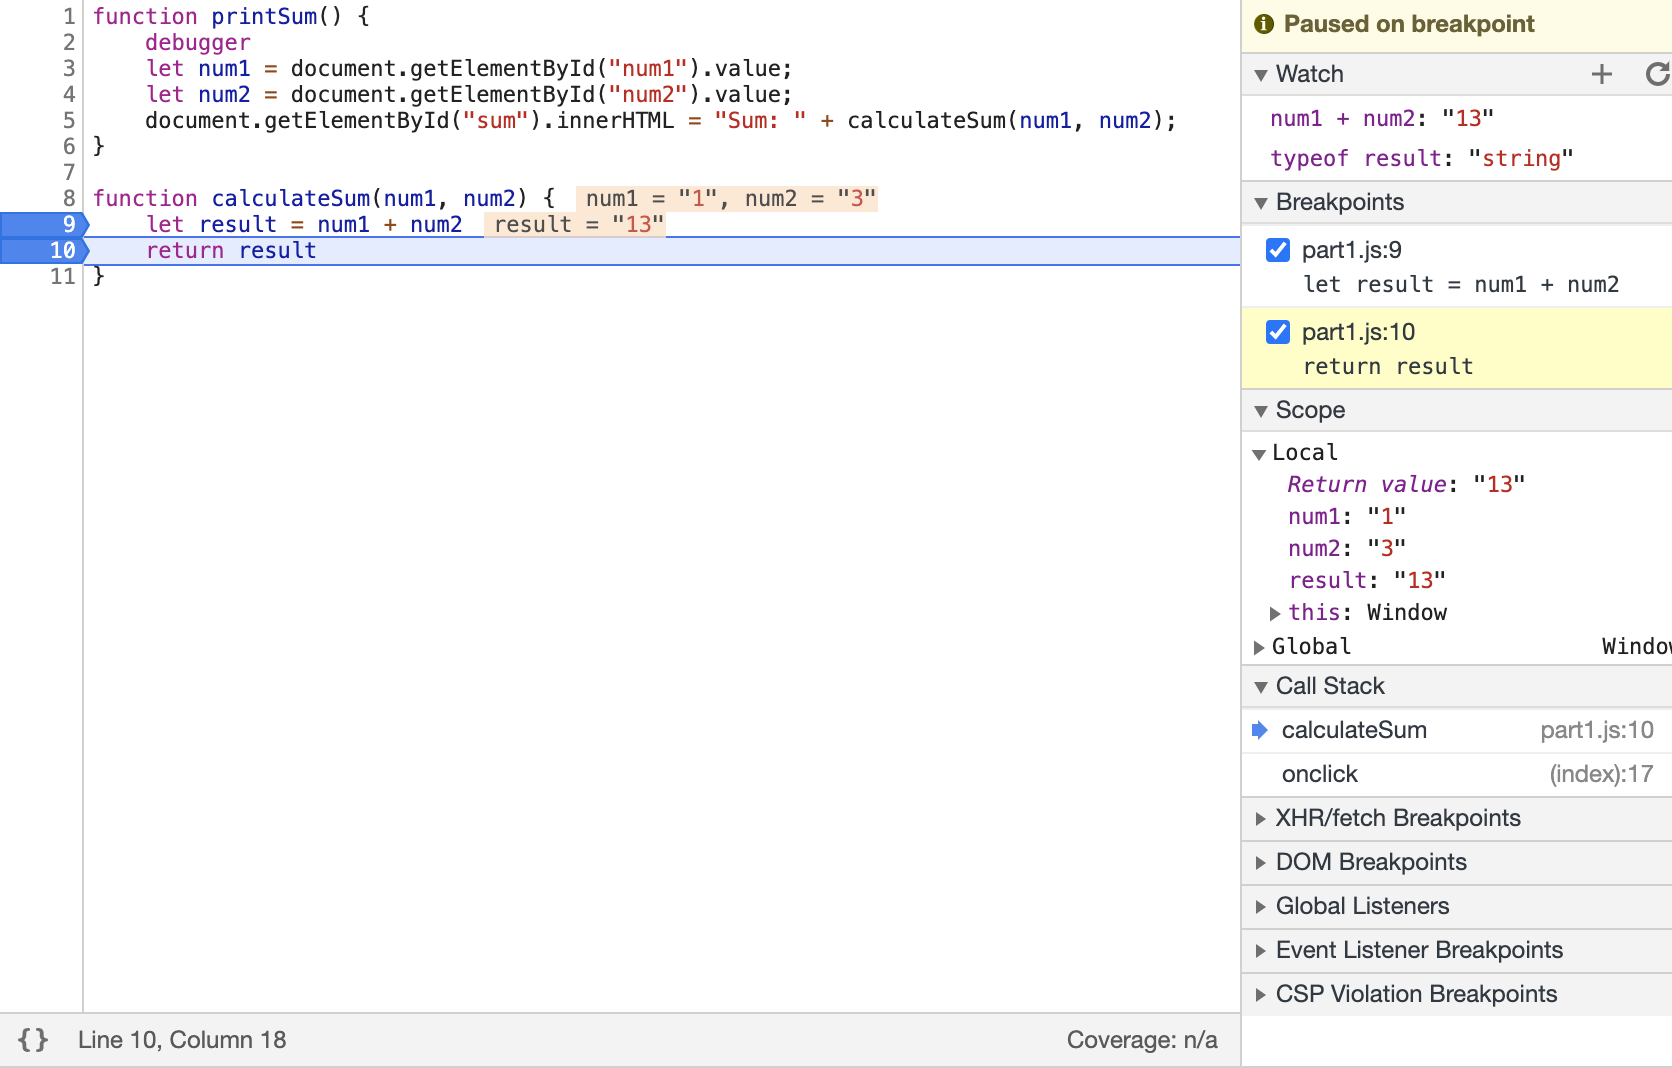 1 function printSum() {
2 debugger
3 let num1 = document.getElementById("num1").value;
4 let num2 = document.getElementById("num2").value;
5 document.getElementById("sum").innerHTML = "Sum: " + calculateSum(num1, num2);
6 }
7
8 function calculateSum(num1, num2) { num1 = "1", num2 = "3"
9 let result = num1 + num2 result = "13"
10 return result
11 }
{} Line 10, Column 18 Coverage: n/a
Paused on breakpoint
Watch
num1 + num2: "13"
typeof result: "string"
Breakpoints
part1.js:9
let result = num1 + num2
part1.js:10
return result
Scope
Local
Return value: "13"
num1: "1"
num2: "3"
result: "13"
this: Window
Global Window
Call Stack
calculateSum part1.js:10
onclick (index):17
XHR/fetch Breakpoints
DOM Breakpoints
Global Listeners
Event Listener Breakpoints
CSP Violation Breakpoints